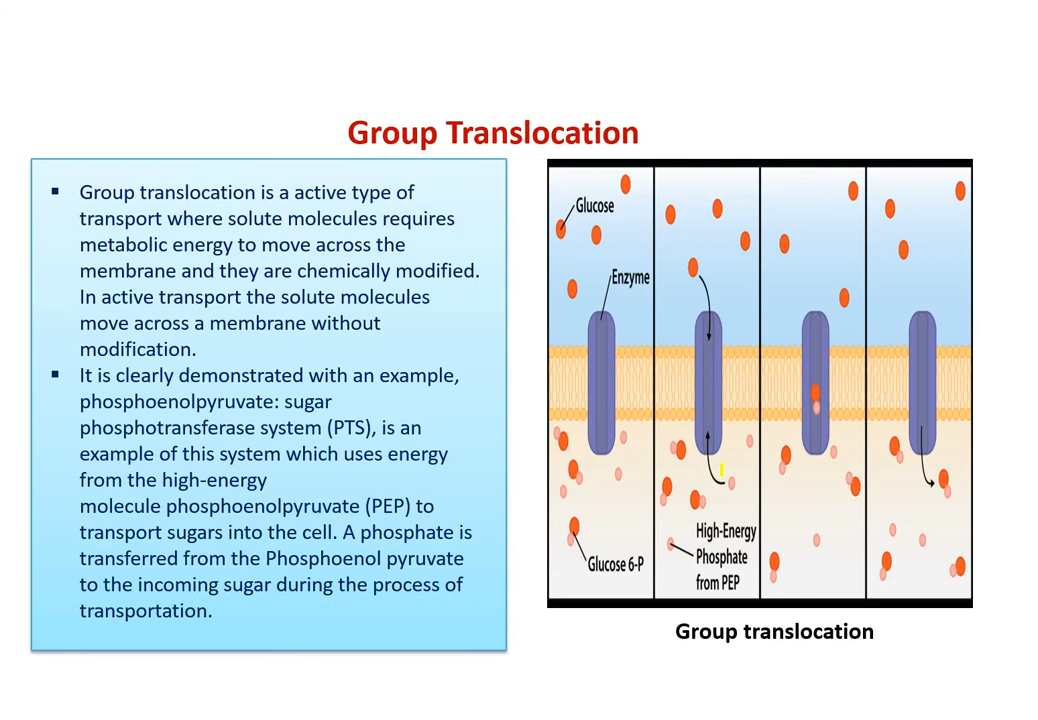 Group Translocation
▪ Group translocation is a active type of
transport where solute molecules requires
metabolic energy to move across the
membrane and they are chemically modified.
In active transport the solute molecules
move across a membrane without
modification.
▪ It is clearly demonstrated with an example,
phosphoenolpyruvate: sugar
phosphotransferase system (PTS), is an
example of this system which uses energy
from the high-energy
molecule phosphoenolpyruvate (PEP) to
transport sugars into the cell. A phosphate is
transferred from the Phosphoenol pyruvate
to the incoming sugar during the process of
transportation.
Glucose
Enzyme
Glucose 6-P
High-Energy
Phosphate
from PEP
Group translocation